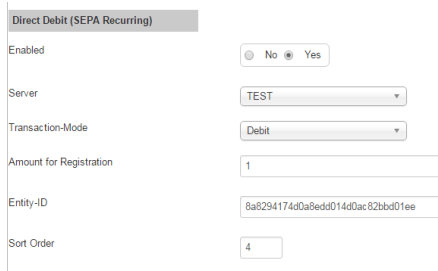 Direct Debit (SEPA Recurring)
Enabled No Yes
Server TEST
Transaction-Mode Debit
Amount for Registration 1
Entity-ID 8a8294174d0a8edd014d0ac82bbd01ee
Sort Order 4